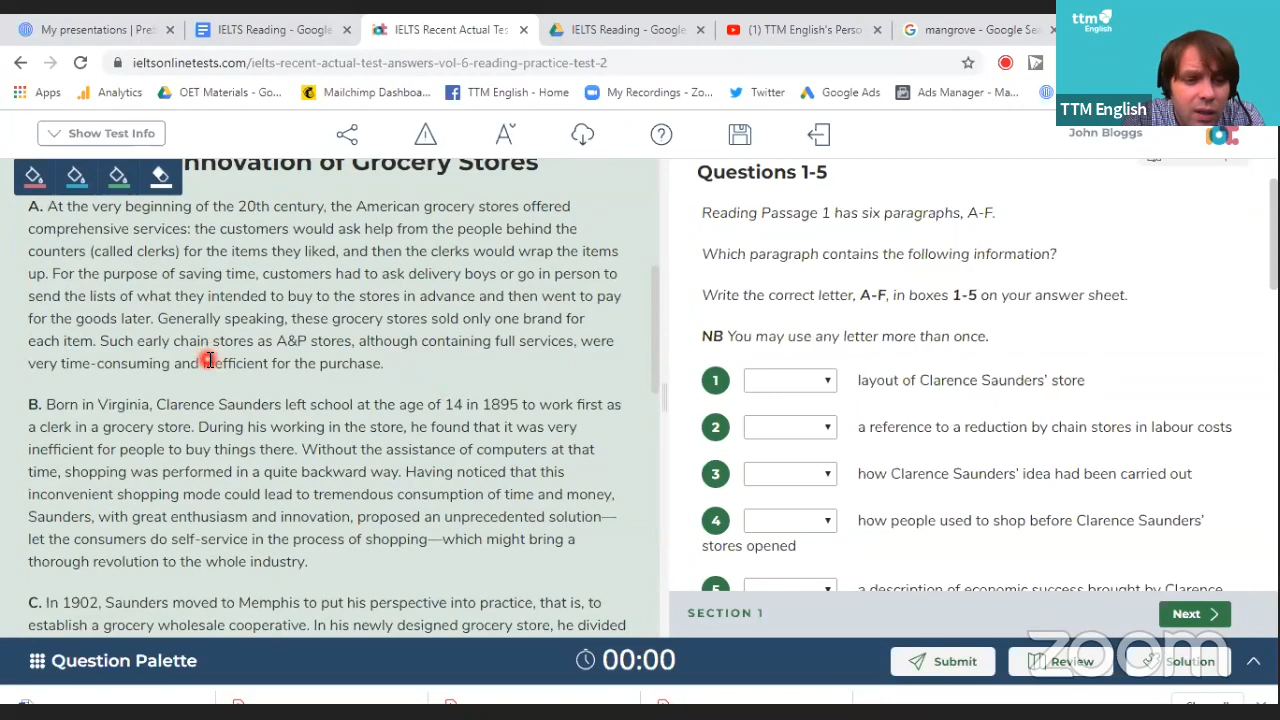 My presentations | Pre
IELTS Reading - Google
IELTS Recent Actual Tes
IELTS Reading - Google
(1) TTM English's Perso
mangrove - Google Se
ttm
English
ieltsonlinetests.com/ielts-recent-actual-test-answers-vol-6-reading-practice-test-2
Apps
Analytics
OET Materials - Go...
Mailchimp Dashboa...
TTM English - Home
My Recordings - Zo...
Twitter
Google Ads
Ads Manager - Ma...
TTM English
Show Test Info
John Bloggs
nnovation of Grocery Stores
A. At the very beginning of the 20th century, the American grocery stores offered
comprehensive services: the customers would ask help from the people behind the
counters (called clerks) for the items they liked, and then the clerks would wrap the items
up. For the purpose of saving time, customers had to ask delivery boys or go in person to
send the lists of what they intended to buy to the stores in advance and then went to pay
for the goods later. Generally speaking, these grocery stores sold only one brand for
each item. Such early chain stores as A&P stores, although containing full services, were
very time-consuming and inefficient for the purchase.
B. Born in Virginia, Clarence Saunders left school at the age of 14 in 1895 to work first as
a clerk in a grocery store. During his working in the store, he found that it was very
inefficient for people to buy things there. Without the assistance of computers at that
time, shopping was performed in a quite backward way. Having noticed that this
inconvenient shopping mode could lead to tremendous consumption of time and money,
Saunders, with great enthusiasm and innovation, proposed an unprecedented solution—
let the consumers do self-service in the process of shopping—which might bring a
thorough revolution to the whole industry.
C. In 1902, Saunders moved to Memphis to put his perspective into practice, that is, to
establish a grocery wholesale cooperative. In his newly designed grocery store, he divided
Questions 1-5
Reading Passage 1 has six paragraphs, A-F.
Which paragraph contains the following information?
Write the correct letter, A-F, in boxes 1-5 on your answer sheet.
NB You may use any letter more than once.
1 layout of Clarence Saunders' store
2 a reference to a reduction by chain stores in labour costs
3 how Clarence Saunders' idea had been carried out
4 how people used to shop before Clarence Saunders'
stores opened
5 a description of economic success brought by Clarence
SECTION 1
Next
Question Palette
00:00
Submit
Review
Solution
zoom